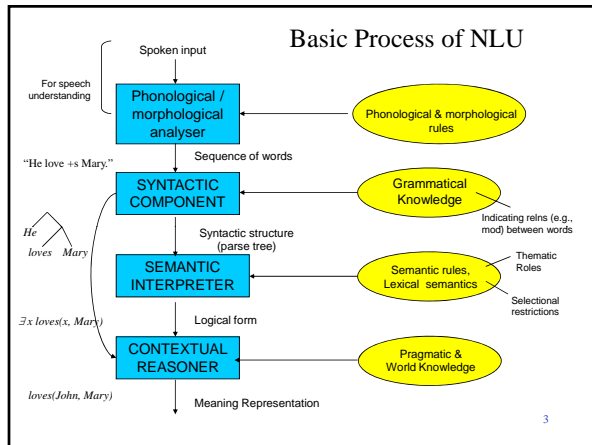 Basic Process of NLU
Spoken input
For speech
understanding
Phonological /
morphological
analyser
Phonological & morphological
rules
Sequence of words
“He love +s Mary.”
SYNTACTIC
COMPONENT
Grammatical
Knowledge
Indicating relns (e.g.,
mod) between words
He
loves Mary
Syntactic structure
(parse tree)
Thematic
Roles
SEMANTIC
INTERPRETER
Semantic rules,
Lexical semantics
Selectional
restrictions
Logical form
∃x loves(x, Mary)
CONTEXTUAL
REASONER
Pragmatic &
World Knowledge
loves(John, Mary)
Meaning Representation
3